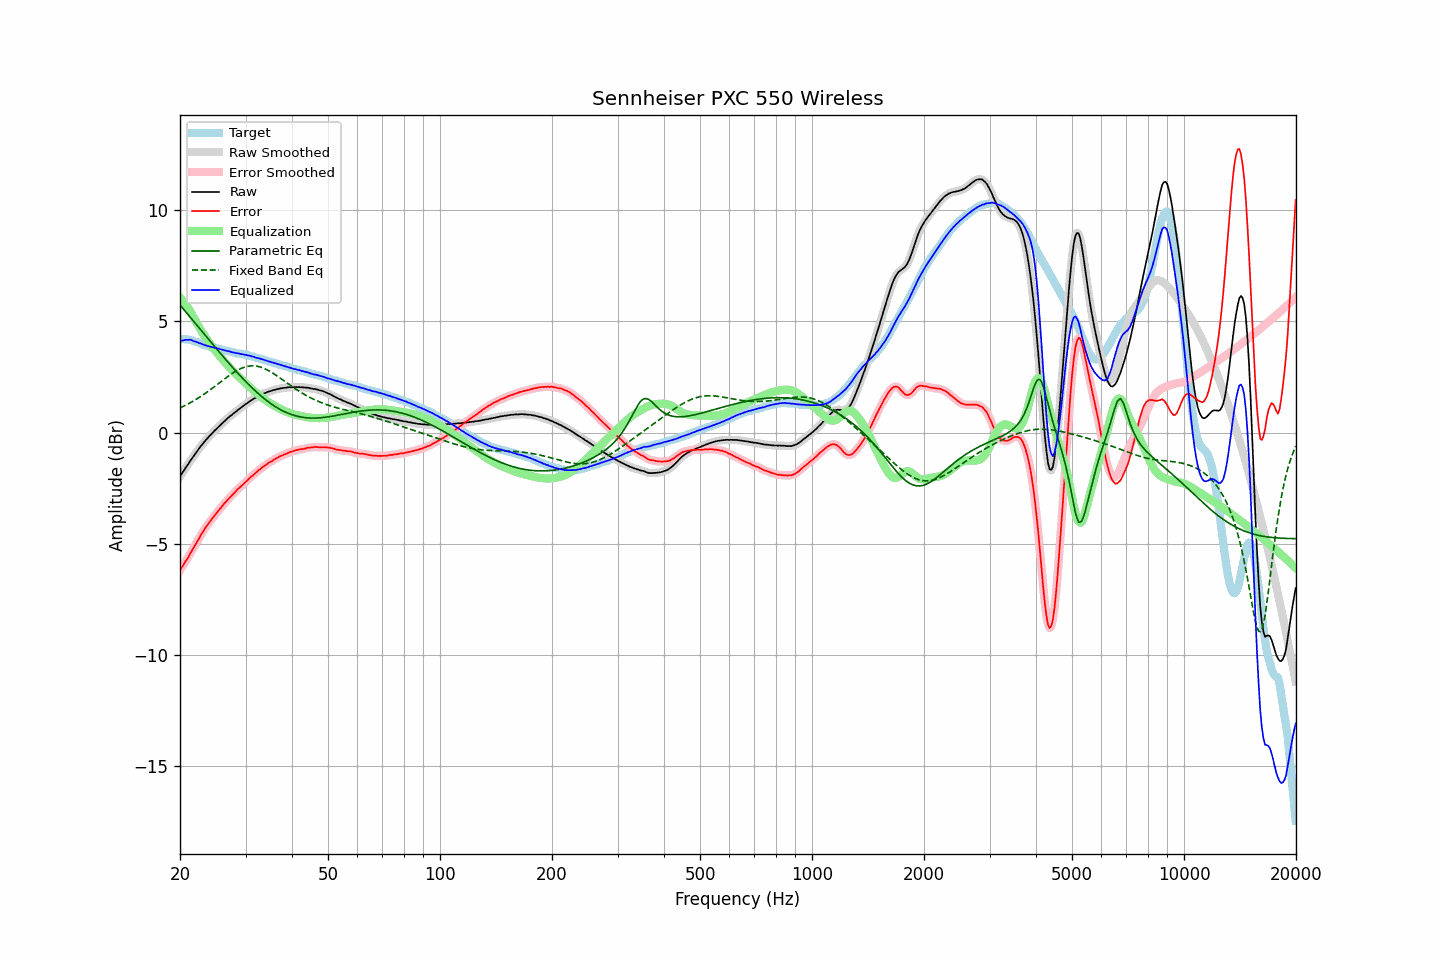 Sennheiser PXC 550 Wireless
Target
Raw Smoothed
Error Smoothed
Raw
Error
Equalization
Parametric Eq
Fixed Band Eq
Equalized
Amplitude (dBr)
10
5
0
−5
−10
−15
20 50 100 200 500 1000 2000 5000 10000 20000
Frequency (Hz)